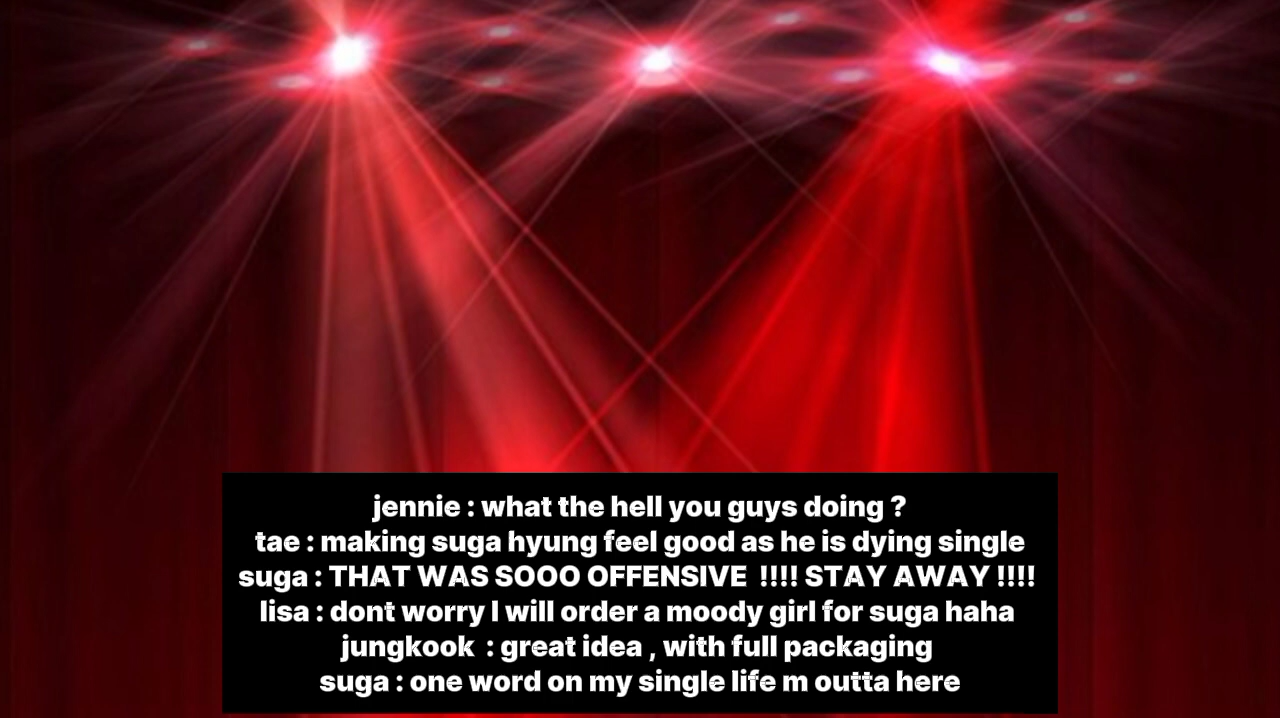 jennie : what the hell you guys doing ?
tae : making suga hyung feel good as he is dying single
suga : THAT WAS SOOO OFFENSIVE  !!!! STAY AWAY !!!!
lisa : dont worry I will order a moody girl for suga haha
jungkook  : great idea , with full packaging
suga : one word on my single life m outta here